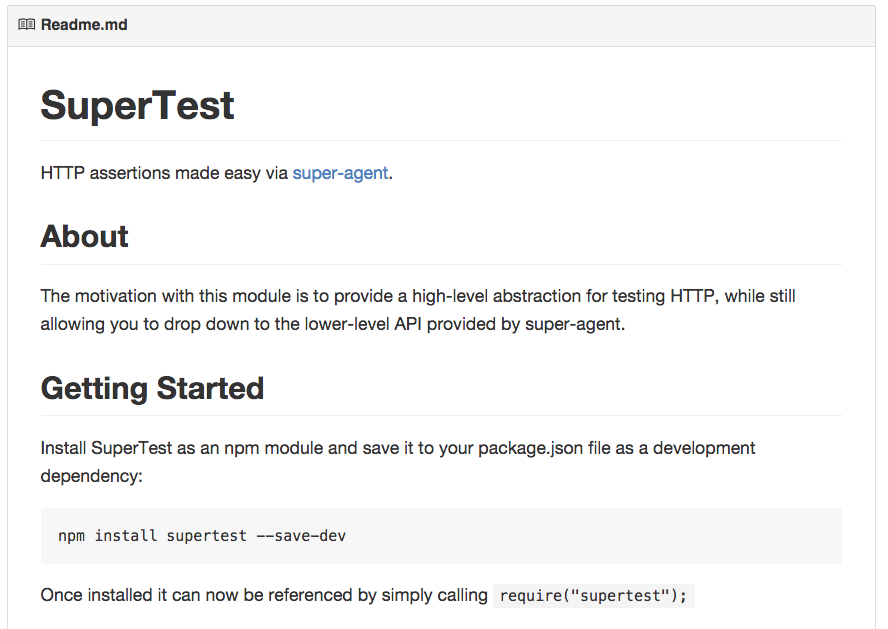 Readme.md
SuperTest
HTTP assertions made easy via super-agent.
About
The motivation with this module is to provide a high-level abstraction for testing HTTP, while still
allowing you to drop down to the lower-level API provided by super-agent.
Getting Started
Install SuperTest as an npm module and save it to your package.json file as a development
dependency:
npm install supertest --save-dev
Once installed it can now be referenced by simply calling require("supertest");